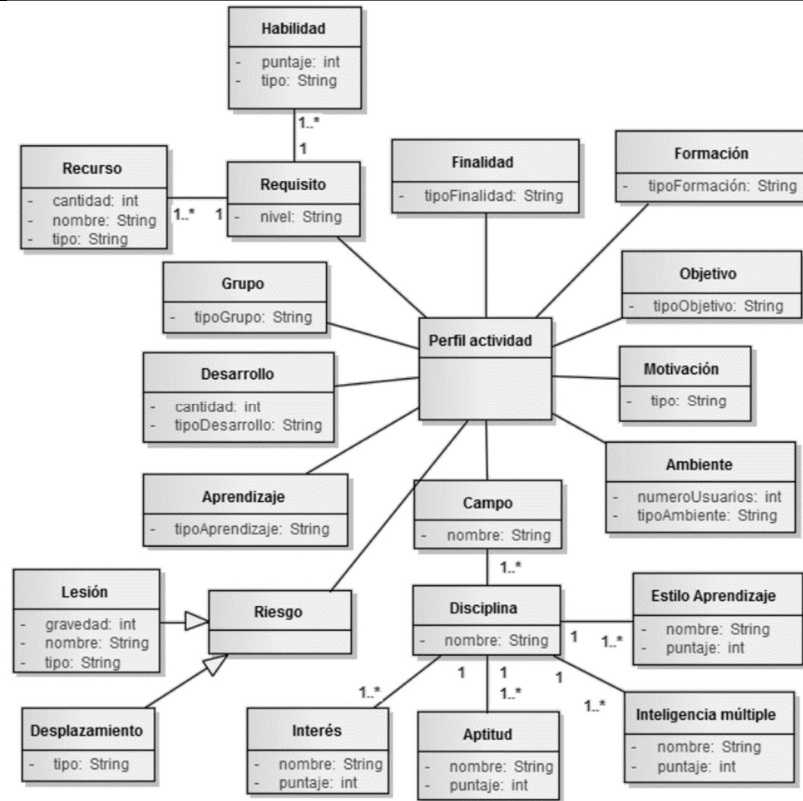 Habilidad
- puntaje: int
- tipo: String
1..*
1
Recurso
- cantidad: int
- nombre: String
- tipo: String
1..*
1
Requisito
- nivel: String
Finalidad
- tipoFinalidad: String
Formación
- tipoFormación: String
Grupo
- tipoGrupo: String
Objetivo
- tipoObjetivo: String
Perfil actividad
Desarrollo
- cantidad: int
- tipoDesarrollo: String
Motivación
- tipo: String
Aprendizaje
- tipoAprendizaje: String
Campo
- nombre: String
1..*
Ambiente
- numeroUsuarios: int
- tipoAmbiente: String
Lesión
- gravedad: int
- nombre: String
- tipo: String
Riesgo
Disciplina
- nombre: String
1
1..*
Estilo Aprendizaje
- nombre: String
- puntaje: int
1
1..*
1
1..*
1
1..*
Desplazamiento
- tipo: String
Interés
- nombre: String
- puntaje: int
Aptitud
- nombre: String
- puntaje: int
Inteligencia múltiple
- nombre: String
- puntaje: int